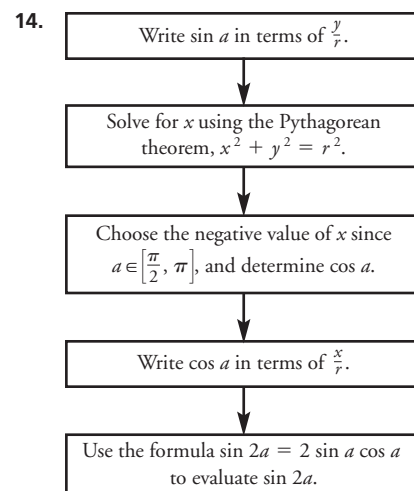 14.
Write sin a in terms of y/r.
Solve for x using the Pythagorean
theorem, x² + y² = r².
Choose the negative value of x since
a ∈ [π/2, π], and determine cos a.
Write cos a in terms of x/r.
Use the formula sin 2a = 2 sin a cos a
to evaluate sin 2a.